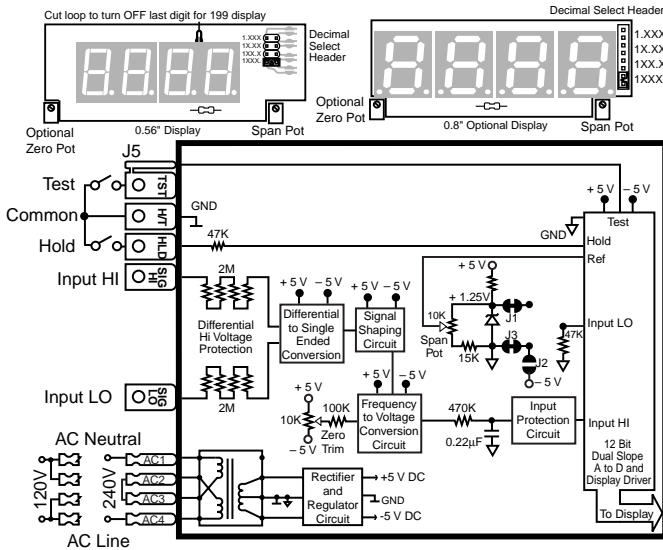 Cut loop to turn OFF last digit for 199 display
1.XXX
1X.XX
1XX.X
1XXX.
Decimal
Select
Header
Optional
Zero Pot
0.56" Display
Span Pot
Decimal Select Header
1.XXX
1X.XX
1XX.X
1XXX
Optional
Zero Pot
0.8" Optional Display
Span Pot
J5
Test
TST
Common
H/T
GND
Hold
HLD
47K
Input HI
SIG
HI
2M
Differential
Hi Voltage
Protection
2M
Input LO
SIG
LO
+ 5 V
– 5 V
Differential
to Single
Ended
Conversion
+ 5 V
– 5 V
Signal
Shaping
Circuit
+ 5 V
– 5 V
Frequency
to Voltage
Conversion
Circuit
+ 5 V
10K
– 5 V
100K
Zero
Trim
470K
0.22µF
Input
Protection
Circuit
+ 5 V
+ 1.25V
10K
Span
Pot
15K
J1
J3
J2
– 5 V
47K
+ 5 V
– 5 V
Test
GND
Hold
Ref
Input LO
Input HI
12 Bit
Dual Slope
A to D and
Display Driver
To Display
AC Neutral
120V
240V
AC1
AC2
AC3
AC4
AC Line
Rectifier
and
Regulator
Circuit
+5 V DC
GND
-5 V DC